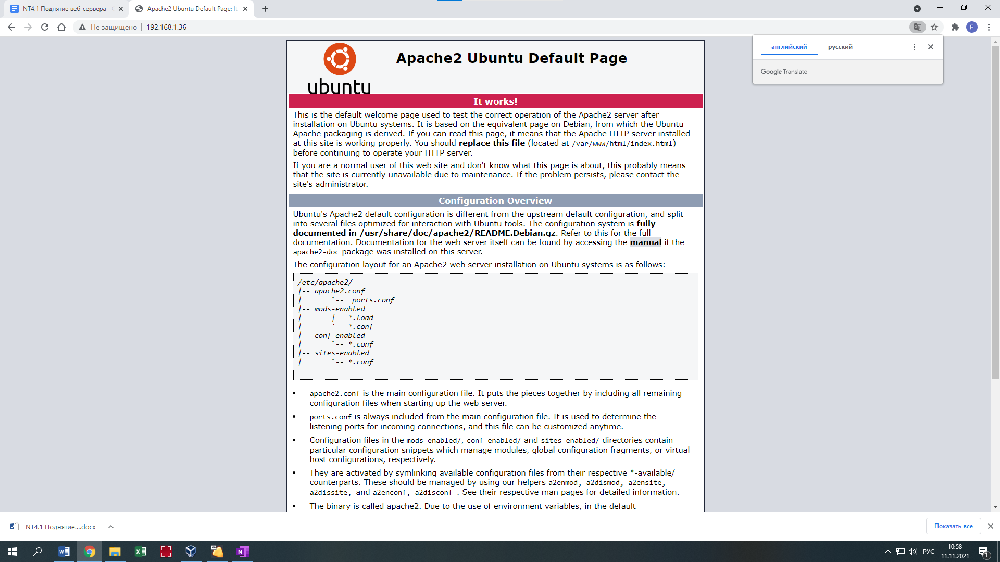 NT4.1 Поднятие веб-сервера -
Apache2 Ubuntu Default Page: It
Не защищено
192.168.1.36
F
английский
русский
Google Translate
ubuntu
Apache2 Ubuntu Default Page
It works!
This is the default welcome page used to test the correct operation of the Apache2 server after
installation on Ubuntu systems. It is based on the equivalent page on Debian, from which the Ubuntu
Apache packaging is derived. If you can read this page, it means that the Apache HTTP server installed
at this site is working properly. You should replace this file (located at /var/www/html/index.html)
before continuing to operate your HTTP server.
If you are a normal user of this web site and don't know what this page is about, this probably means
that the site is currently unavailable due to maintenance. If the problem persists, please contact the
site's administrator.
Configuration Overview
Ubuntu's Apache2 default configuration is different from the upstream default configuration, and split
into several files optimized for interaction with Ubuntu tools. The configuration system is fully
documented in /usr/share/doc/apache2/README.Debian.gz. Refer to this for the full
documentation. Documentation for the web server itself can be found by accessing the manual if the
apache2-doc package was installed on this server.
The configuration layout for an Apache2 web server installation on Ubuntu systems is as follows:
/etc/apache2/
|-- apache2.conf
|       `--  ports.conf
|-- mods-enabled
|       |-- *.load
|       `-- *.conf
|-- conf-enabled
|       `-- *.conf
|-- sites-enabled
|       `-- *.conf
• apache2.conf is the main configuration file. It puts the pieces together by including all remaining
configuration files when starting up the web server.
• ports.conf is always included from the main configuration file. It is used to determine the
listening ports for incoming connections, and this file can be customized anytime.
• Configuration files in the mods-enabled/, conf-enabled/ and sites-enabled/ directories contain
particular configuration snippets which manage modules, global configuration fragments, or virtual
host configurations, respectively.
• They are activated by symlinking available configuration files from their respective *-available/
counterparts. These should be managed by using our helpers a2enmod, a2dismod, a2ensite,
a2dissite, and a2enconf, a2disconf . See their respective man pages for detailed information.
• The binary is called apache2. Due to the use of environment variables, in the default
NT4.1 Поднятие....docx
Показать все
РУС
10:58
11.11.2021
1